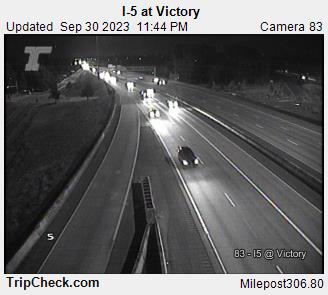 I-5 at Victory
Updated Sep 30 2023 11:44 PM Camera 83
T
S
83 - I5 @ Victory
TripCheck.com Milepost306.80